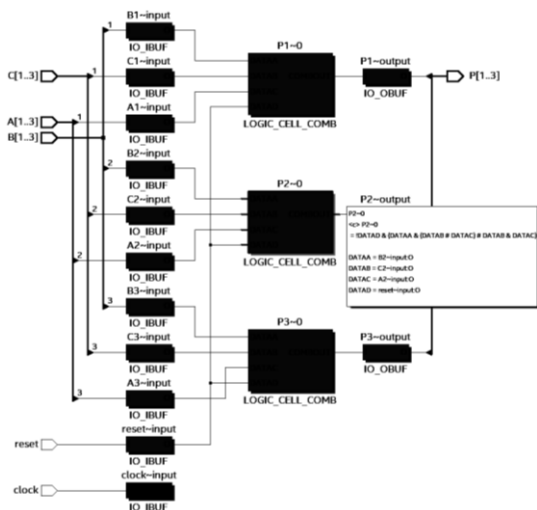 B1~input
1
IO_IBUF
P1~0
C[1..3]
C1~input
1
IO_IBUF
P1~output
P[1..3]
IO_OBUF
A[1..3]
A1~input
1
IO_IBUF
LOGIC_CELL_COMB
B[1..3]
B2~input
2
IO_IBUF
P2~0
C2~input
2
IO_IBUF
P2~output
A2~input
2
IO_IBUF
LOGIC_CELL_COMB
P2~0
<c> P2~0
= !DATAD & (DATAA & (DATAB # DATAC) # DATAB & DATAC)
DATAA = B2~input:O
DATAB = C2~input:O
DATAC = A2~input:O
DATAD = reset~input:O
B3~input
3
IO_IBUF
P3~0
C3~input
3
IO_IBUF
P3~output
IO_OBUF
A3~input
3
IO_IBUF
LOGIC_CELL_COMB
reset
reset~input
IO_IBUF
clock
clock~input
IO_IBUF